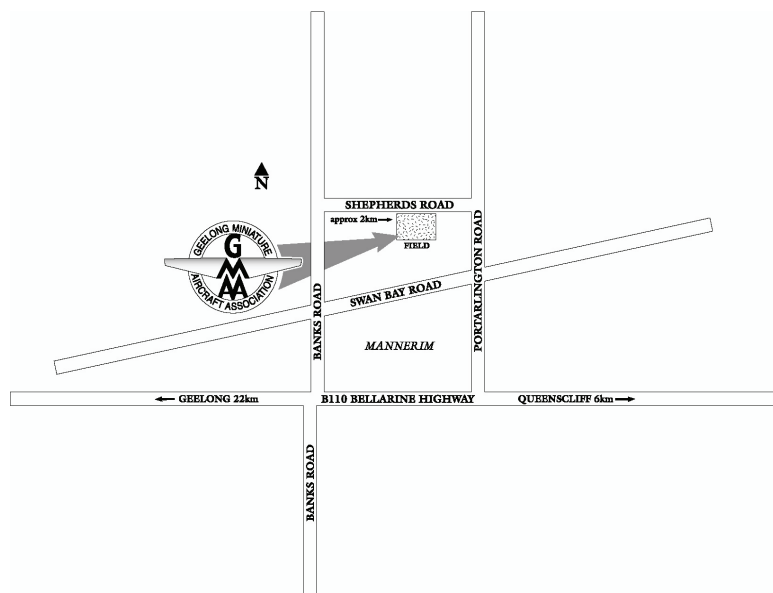 N
SHEPHERDS ROAD
approx 2km
FIELD
GEELONG MINIATURE
G
M
AA
AIRCRAFT ASSOCIATION
SWAN BAY ROAD
BANKS ROAD
PORTARLINGTON ROAD
MANNERIM
GEELONG 22km
B110 BELLARINE HIGHWAY
QUEENSCLIFF 6km
BANKS ROAD